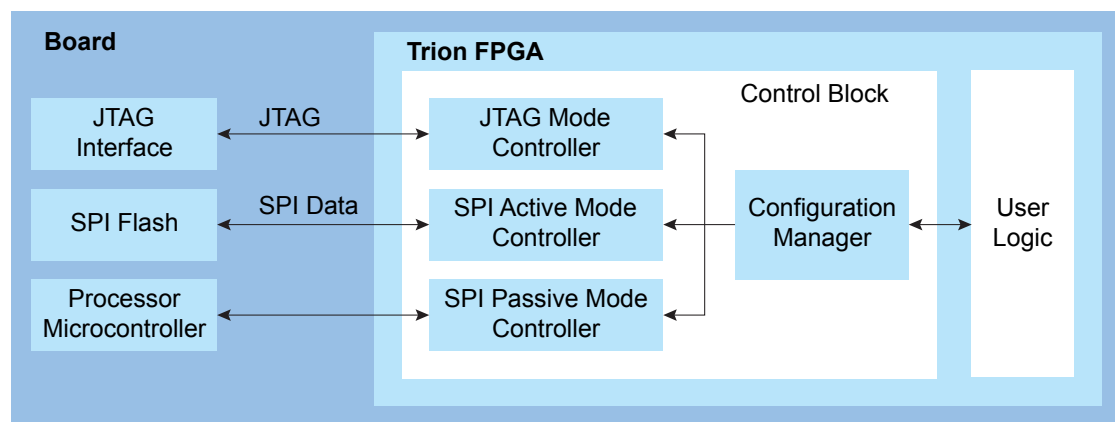 Board
Trion FPGA
Control Block
JTAG
Interface
JTAG
JTAG Mode
Controller
SPI Flash
SPI Data
SPI Active Mode
Controller
Configuration
Manager
User
Logic
Processor
Microcontroller
SPI Passive Mode
Controller